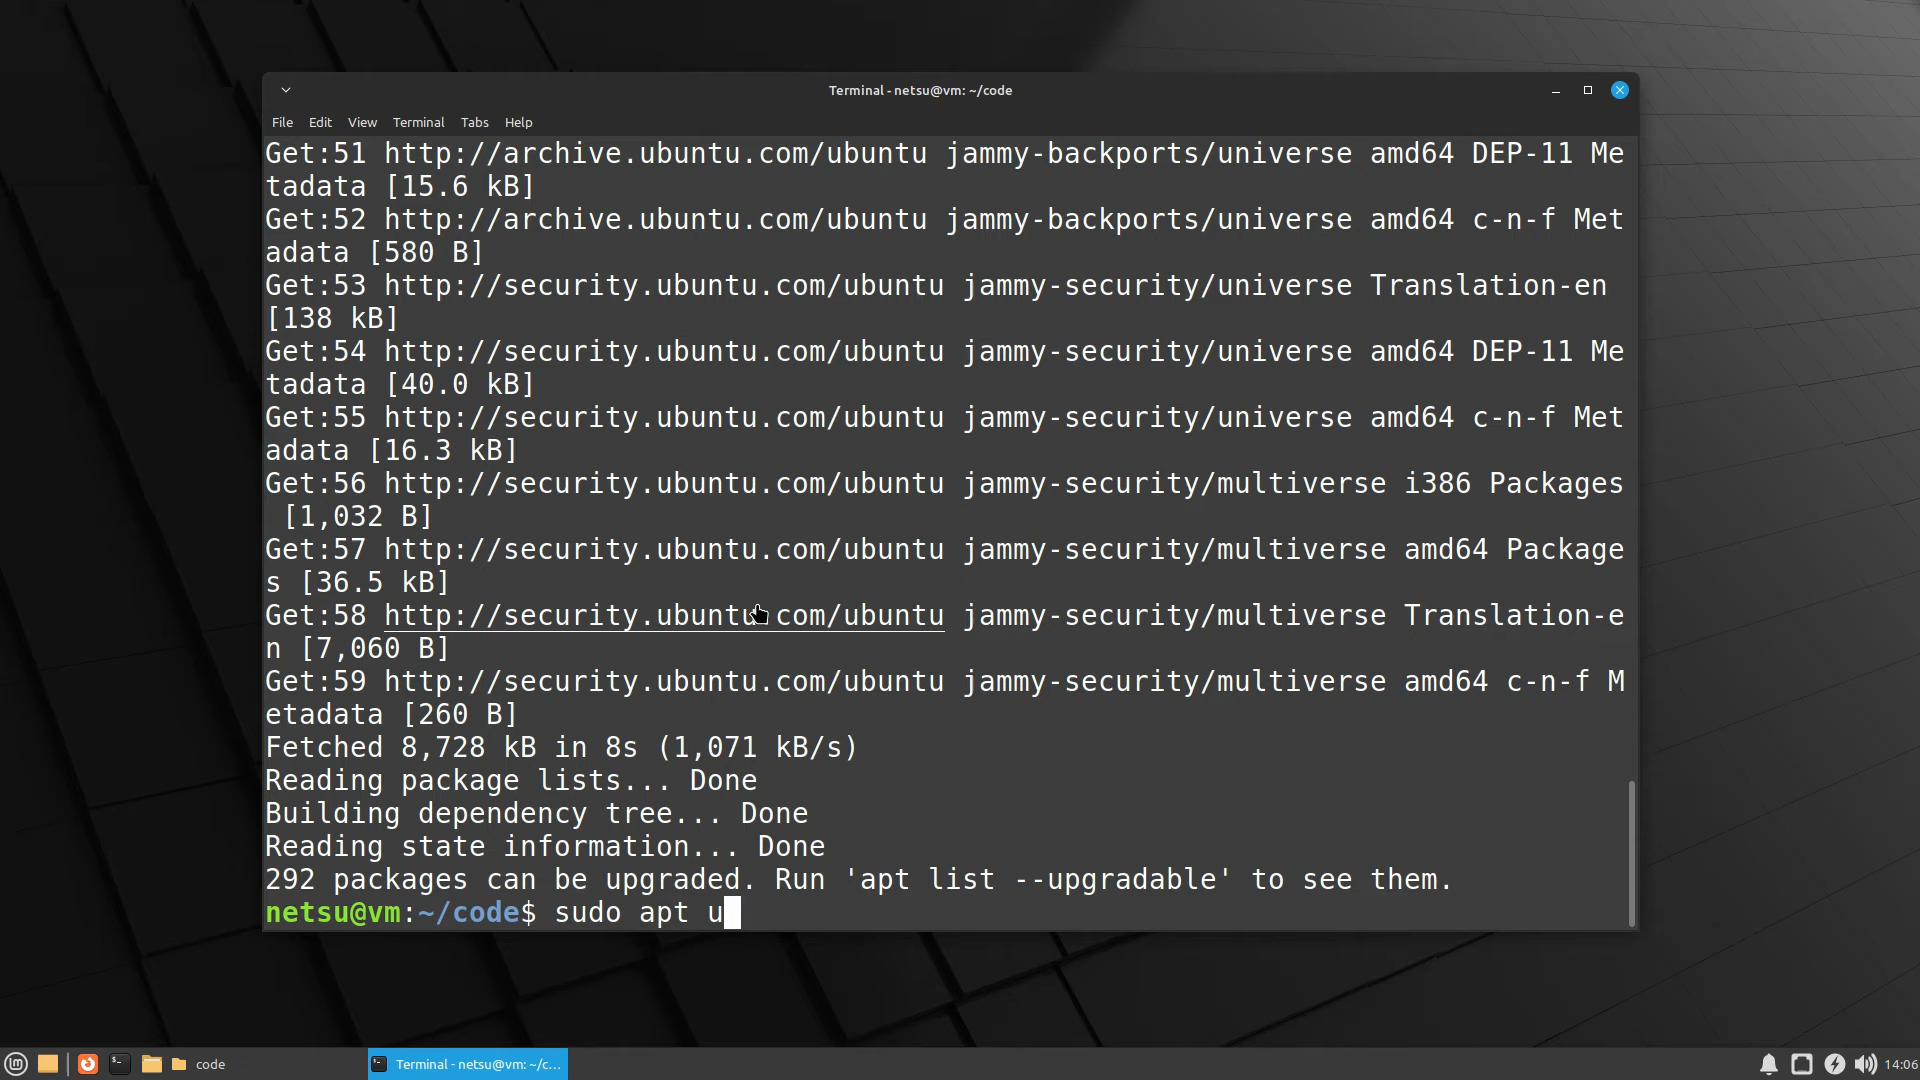 Terminal - netsu@vm: ~/code
File Edit View Terminal Tabs Help
Get:51 http://archive.ubuntu.com/ubuntu jammy-backports/universe amd64 DEP-11 Me
tadata [15.6 kB]
Get:52 http://archive.ubuntu.com/ubuntu jammy-backports/universe amd64 c-n-f Met
adata [580 B]
Get:53 http://security.ubuntu.com/ubuntu jammy-security/universe Translation-en
[138 kB]
Get:54 http://security.ubuntu.com/ubuntu jammy-security/universe amd64 DEP-11 Me
tadata [40.0 kB]
Get:55 http://security.ubuntu.com/ubuntu jammy-security/universe amd64 c-n-f Met
adata [16.3 kB]
Get:56 http://security.ubuntu.com/ubuntu jammy-security/multiverse i386 Packages
 [1,032 B]
Get:57 http://security.ubuntu.com/ubuntu jammy-security/multiverse amd64 Package
s [36.5 kB]
Get:58 http://security.ubuntu.com/ubuntu jammy-security/multiverse Translation-e
n [7,060 B]
Get:59 http://security.ubuntu.com/ubuntu jammy-security/multiverse amd64 c-n-f M
etadata [260 B]
Fetched 8,728 kB in 8s (1,071 kB/s)
Reading package lists... Done
Building dependency tree... Done
Reading state information... Done
292 packages can be upgraded. Run 'apt list --upgradable' to see them.
netsu@vm:~/code$ sudo apt u
code Terminal - netsu@vm: ~/c... 14:06